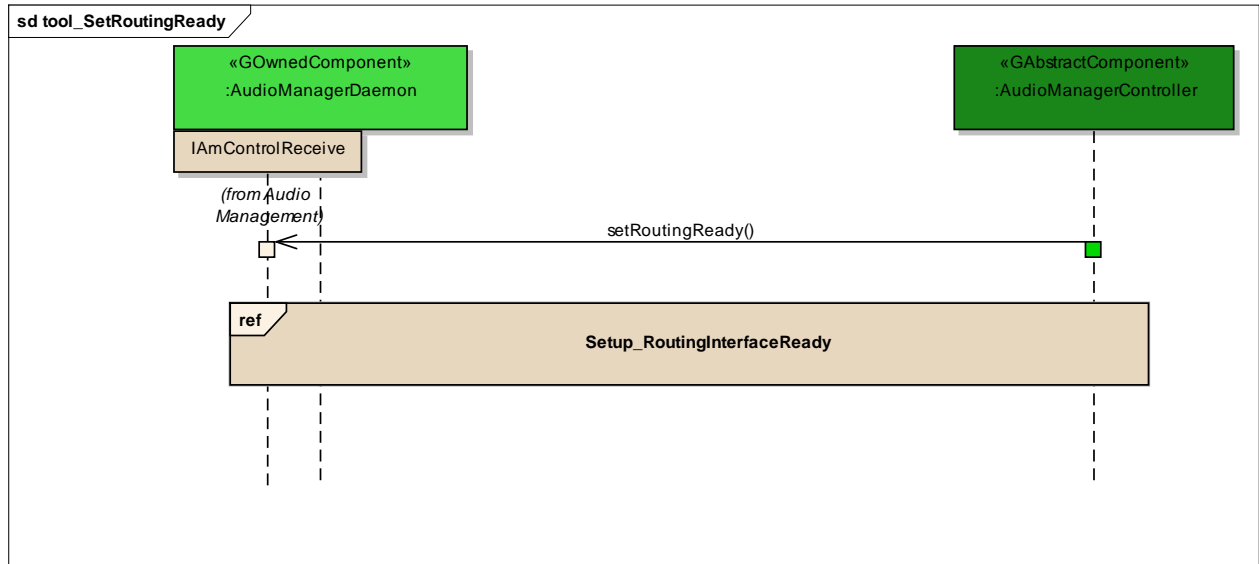 sd tool_SetRoutingReady
«GOwnedComponent»
:AudioManagerDaemon
«GAbstractComponent»
:AudioManagerController
IAmControlReceive
(from Audio
Management)
setRoutingReady()
ref
Setup_RoutingInterfaceReady